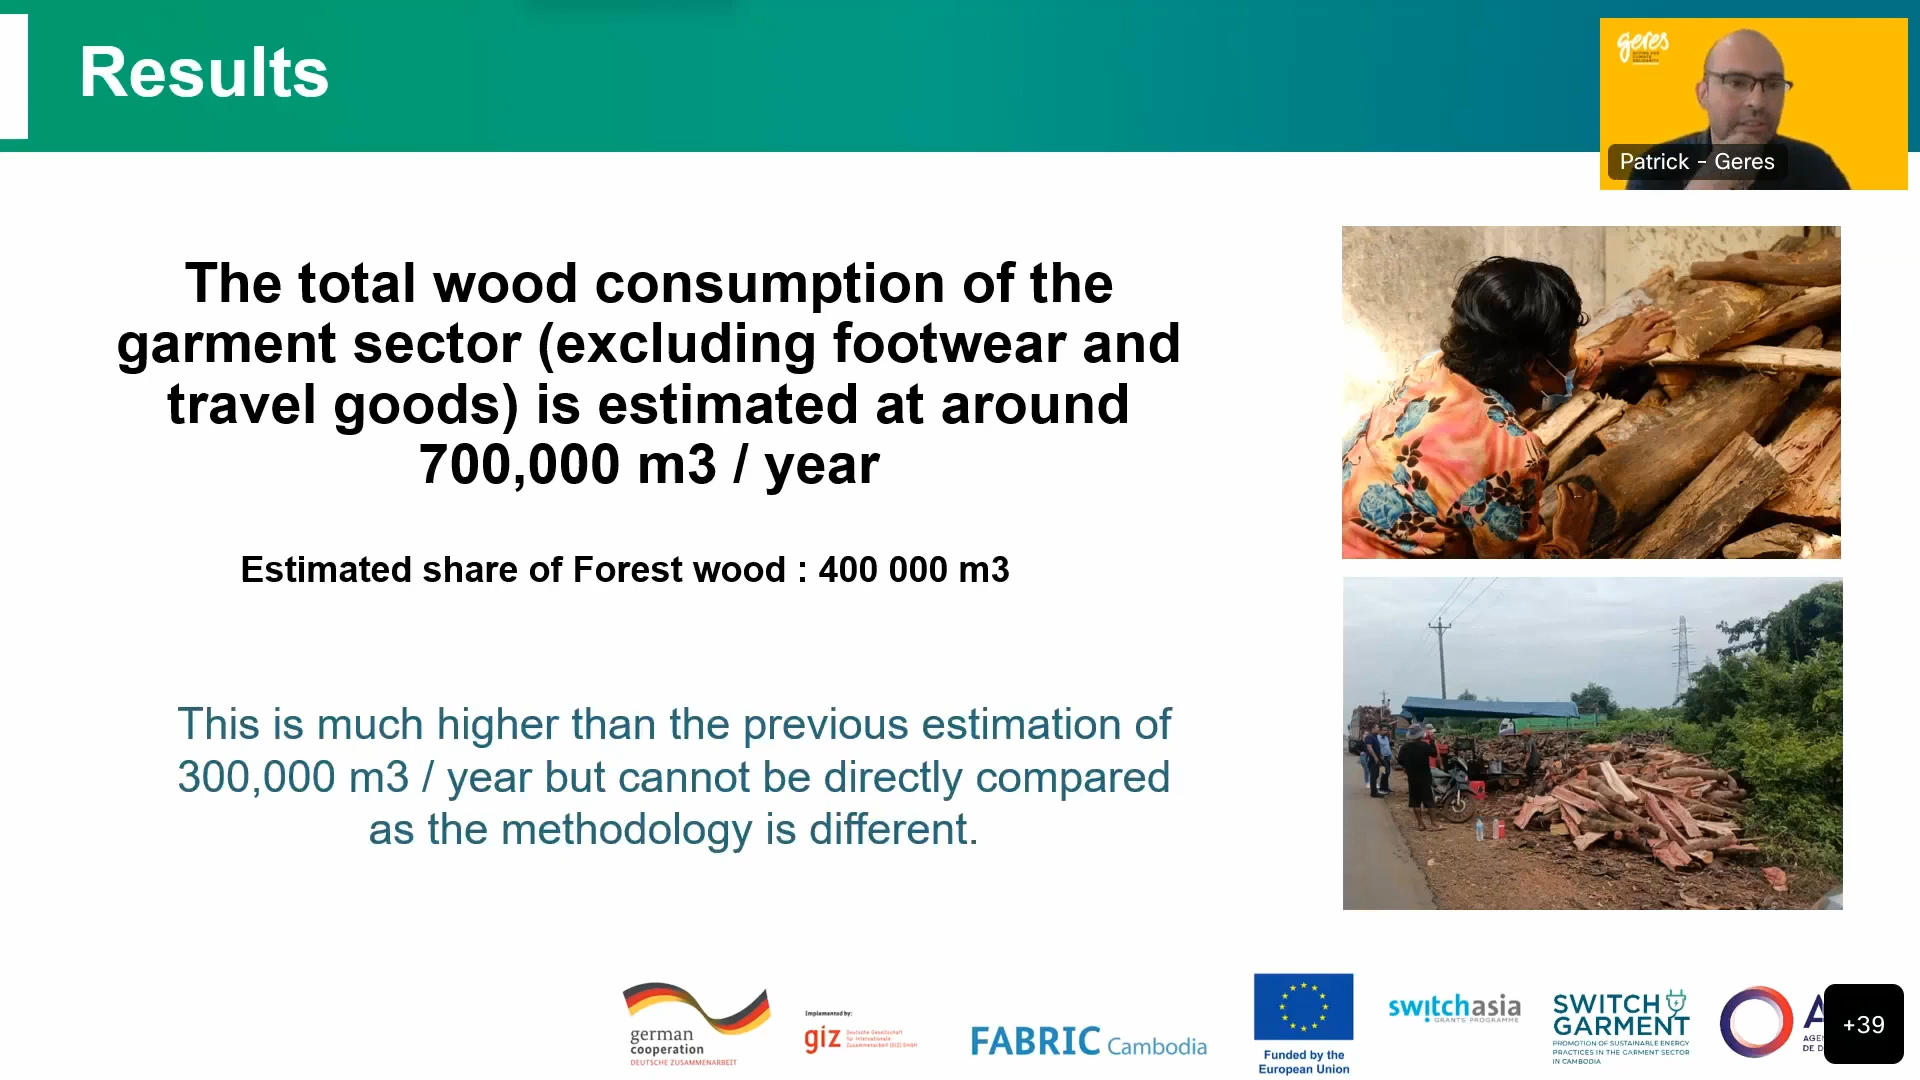 Results
geres
Patrick - Geres
The total wood consumption of the
garment sector (excluding footwear and
travel goods) is estimated at around
700,000 m3 / year
Estimated share of Forest wood : 400 000 m3
This is much higher than the previous estimation of
300,000 m3 / year but cannot be directly compared
as the methodology is different.
german
cooperation
DEUTSCHE ZUSAMMENARBEIT
Implemented by:
giz
Deutsche Gesellschaft
für Internationale
Zusammenarbeit (GIZ) GmbH
FABRIC Cambodia
Funded by the
European Union
switchasia
GRANTS PROGRAMME
SWITCH
GARMENT
PROMOTION OF SUSTAINABLE ENERGY
PRACTICES IN THE GARMENT SECTOR
IN CAMBODIA
DE D
+39